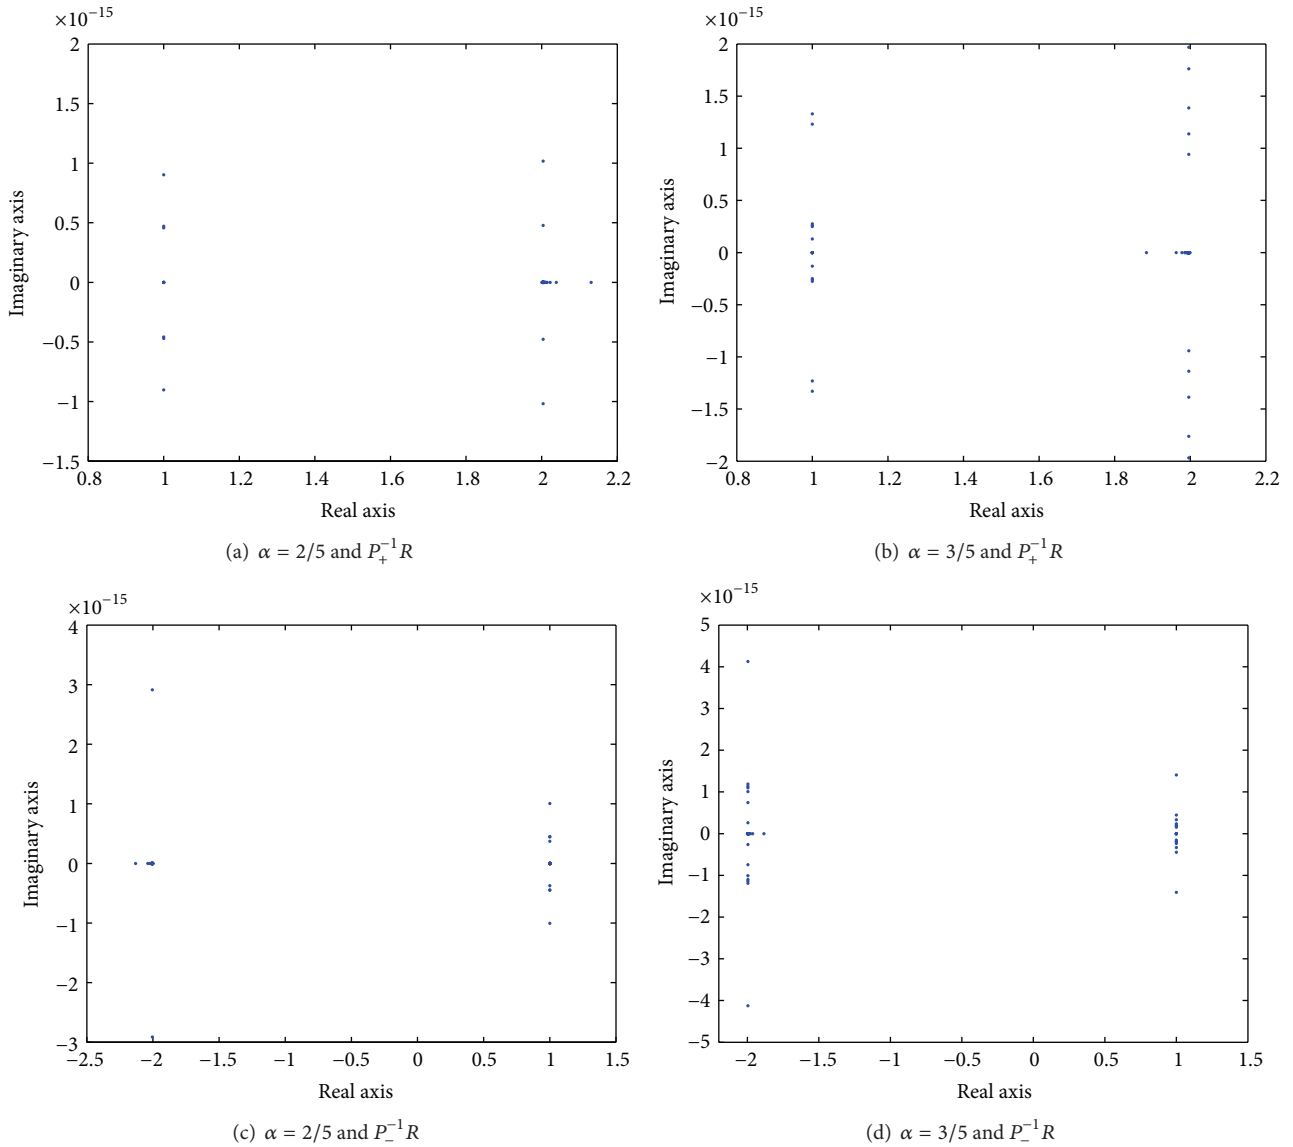 ×10⁻¹⁵
2
1.5
1
0.5
0
−0.5
−1
−1.5
0.8 1 1.2 1.4 1.6 1.8 2 2.2
Imaginary axis
Real axis
(a) α = 2/5 and P₊⁻¹R
×10⁻¹⁵
2
1.5
1
0.5
0
−0.5
−1
−1.5
−2
0.8 1 1.2 1.4 1.6 1.8 2 2.2
Imaginary axis
Real axis
(b) α = 3/5 and P₊⁻¹R
×10⁻¹⁵
4
3
2
1
0
−1
−2
−3
−2.5 −2 −1.5 −1 −0.5 0 0.5 1 1.5
Imaginary axis
Real axis
(c) α = 2/5 and P₋⁻¹R
×10⁻¹⁵
5
4
3
2
1
0
−1
−2
−3
−4
−5
−2 −1.5 −1 −0.5 0 0.5 1 1.5
Imaginary axis
Real axis
(d) α = 3/5 and P₋⁻¹R